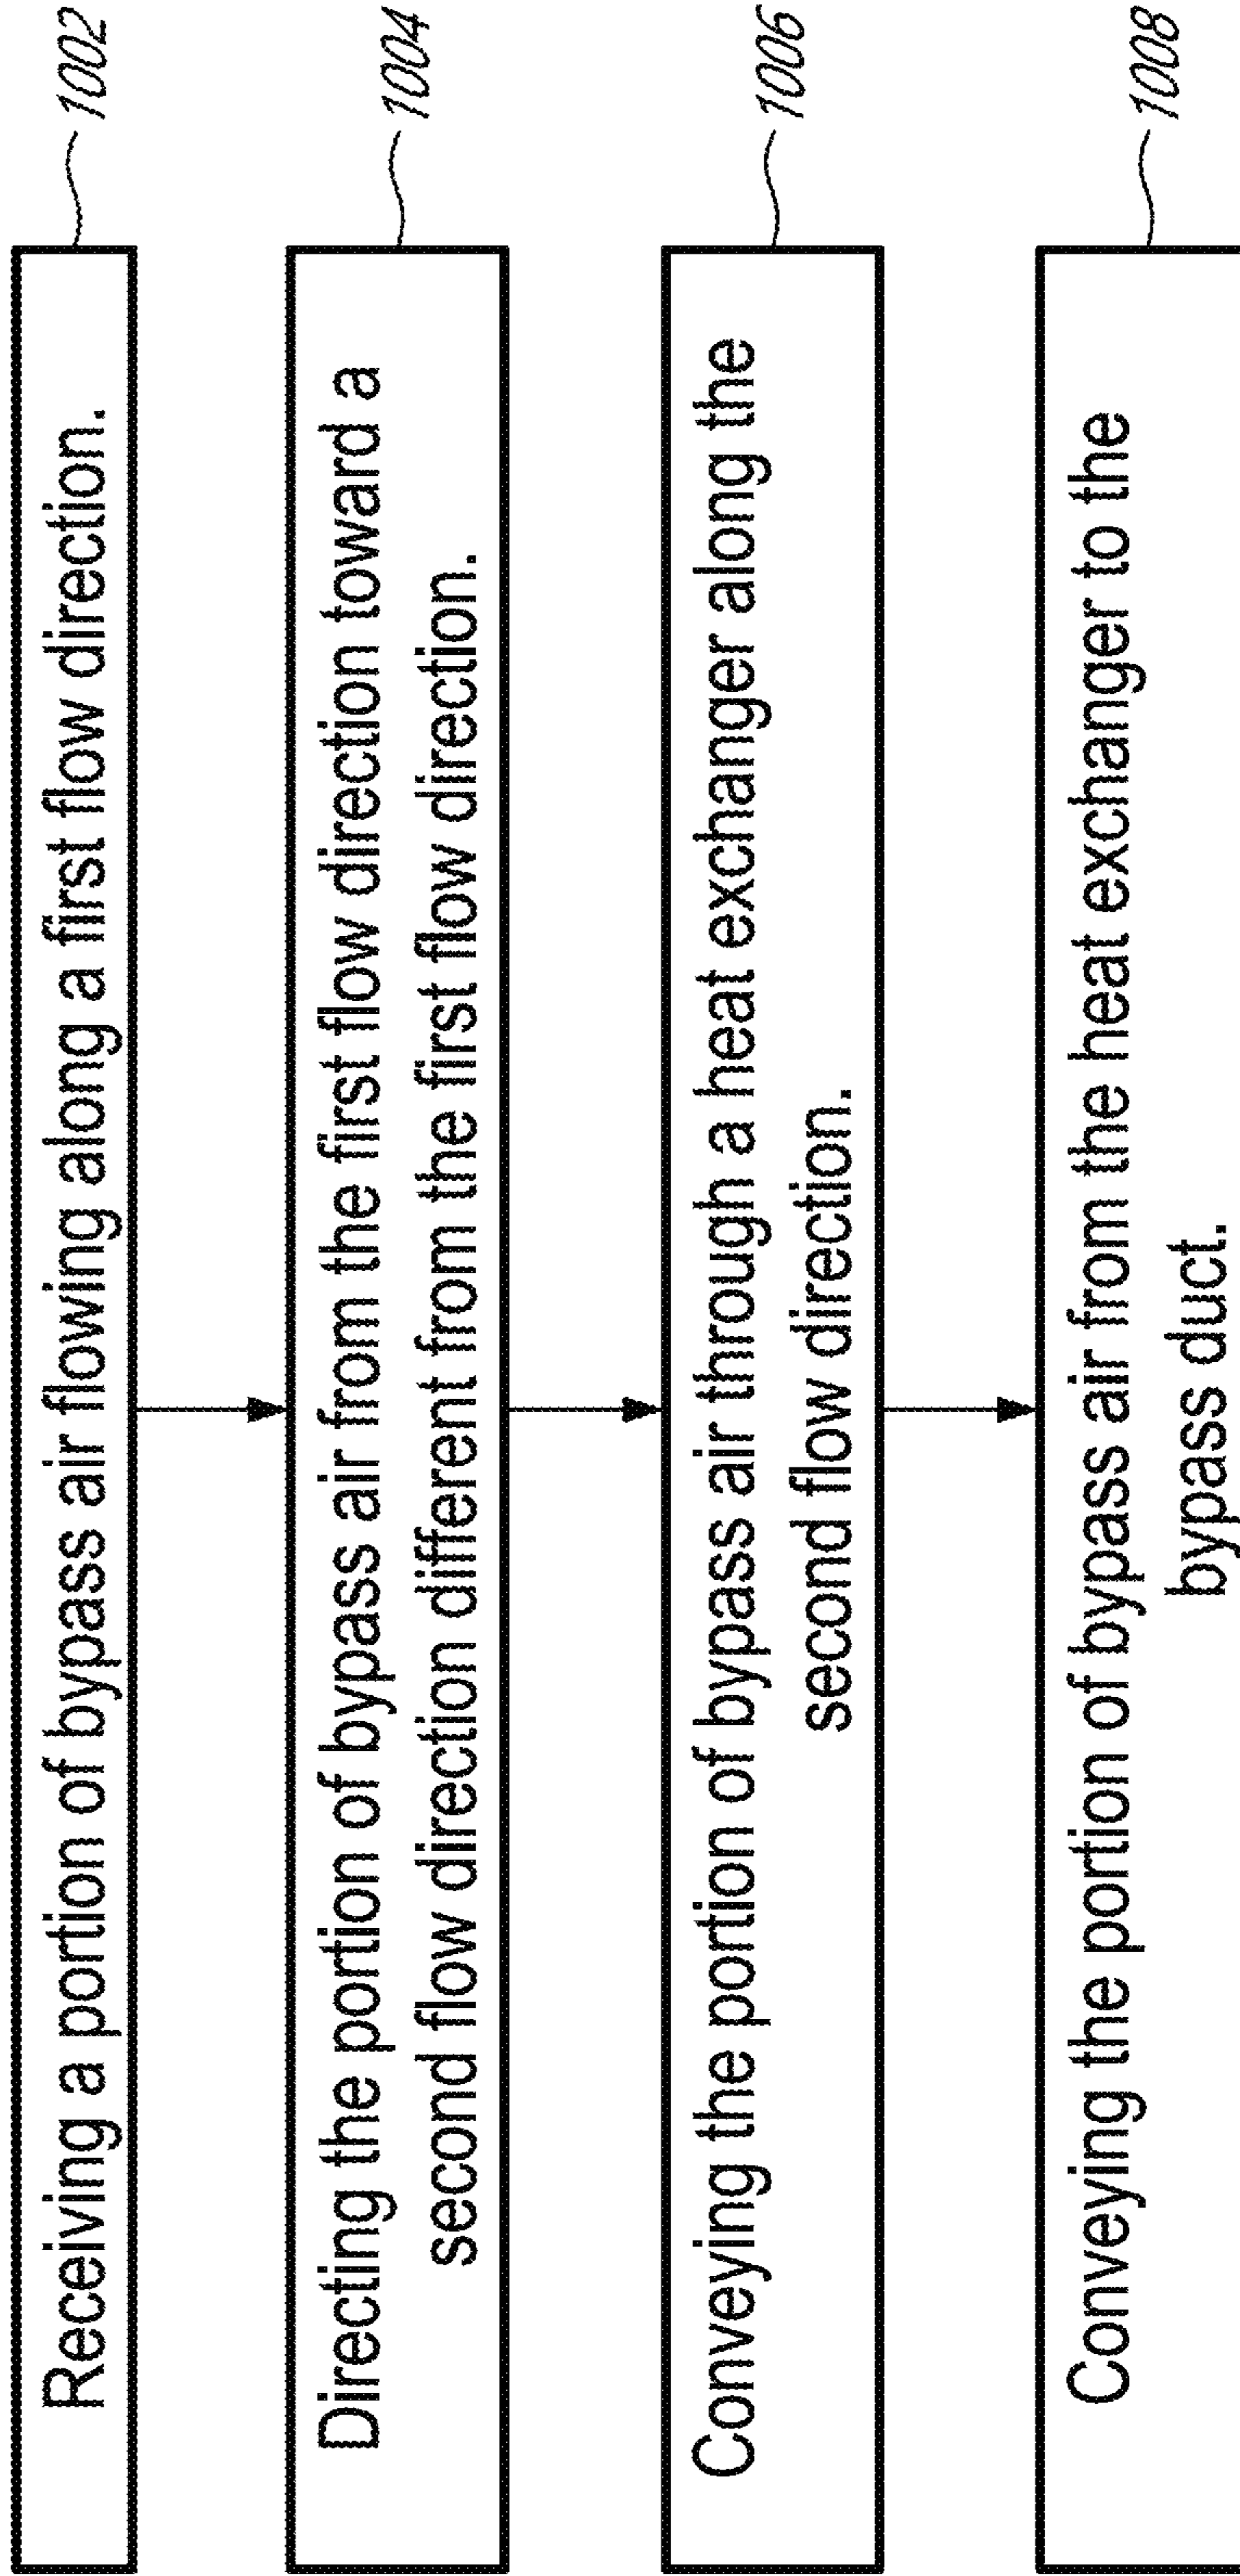 Receiving a portion of bypass air flowing along a first flow direction.
1002
Directing the portion of bypass air from the first flow direction toward a
second flow direction different from the first flow direction.
1004
Conveying the portion of bypass air through a heat exchanger along the
second flow direction.
1006
Conveying the portion of bypass air from the heat exchanger to the
bypass duct.
1008